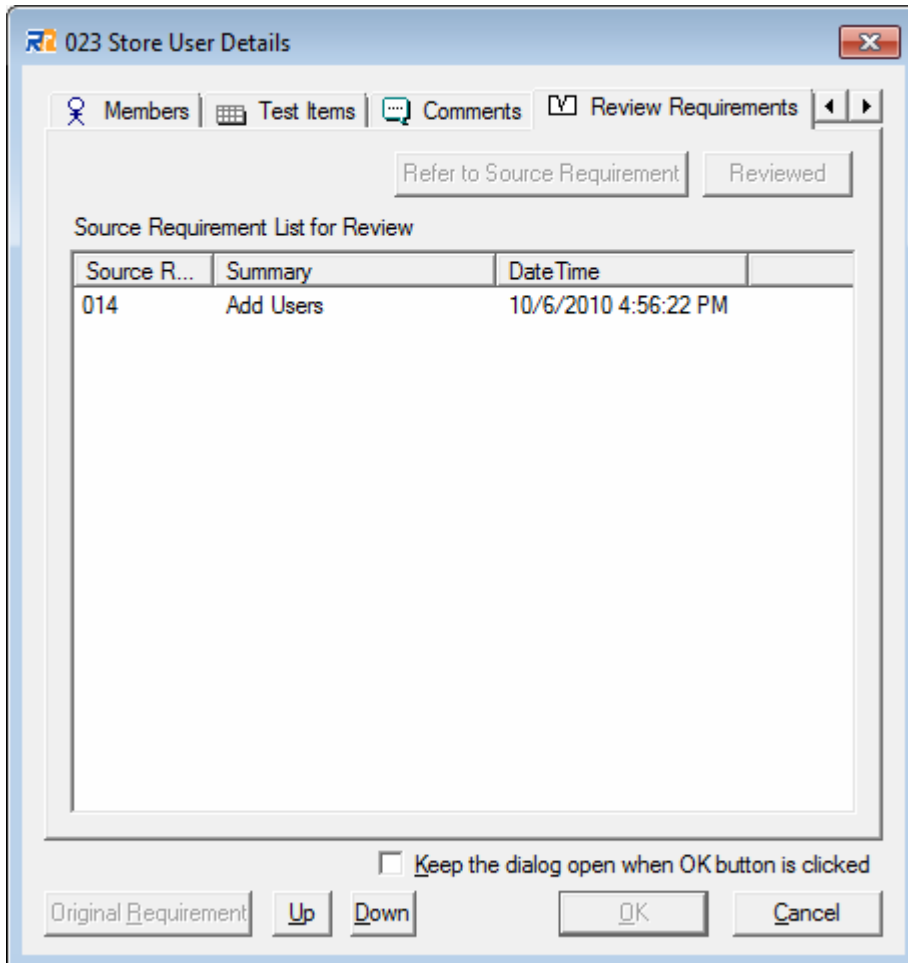 023 Store User Details
Members Test Items Comments Review Requirements
Refer to Source Requirement Reviewed
Source Requirement List for Review
Source R... Summary DateTime
014 Add Users 10/6/2010 4:56:22 PM
Keep the dialog open when OK button is clicked
Original Requirement Up Down OK Cancel